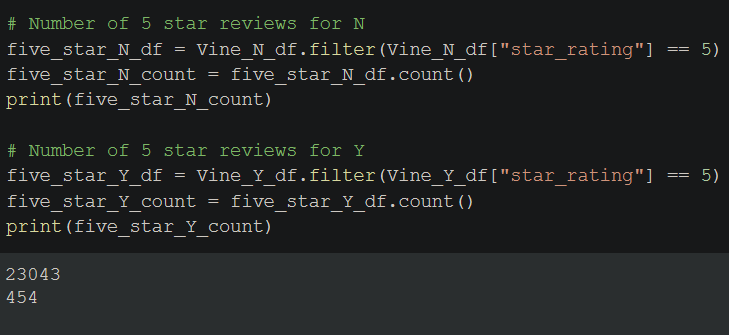 # Number of 5 star reviews for N
five_star_N_df = Vine_N_df.filter(Vine_N_df["star_rating"] == 5)
five_star_N_count = five_star_N_df.count()
print(five_star_N_count)
# Number of 5 star reviews for Y
five_star_Y_df = Vine_Y_df.filter(Vine_Y_df["star_rating"] == 5)
five_star_Y_count = five_star_Y_df.count()
print(five_star_Y_count)
23043
454